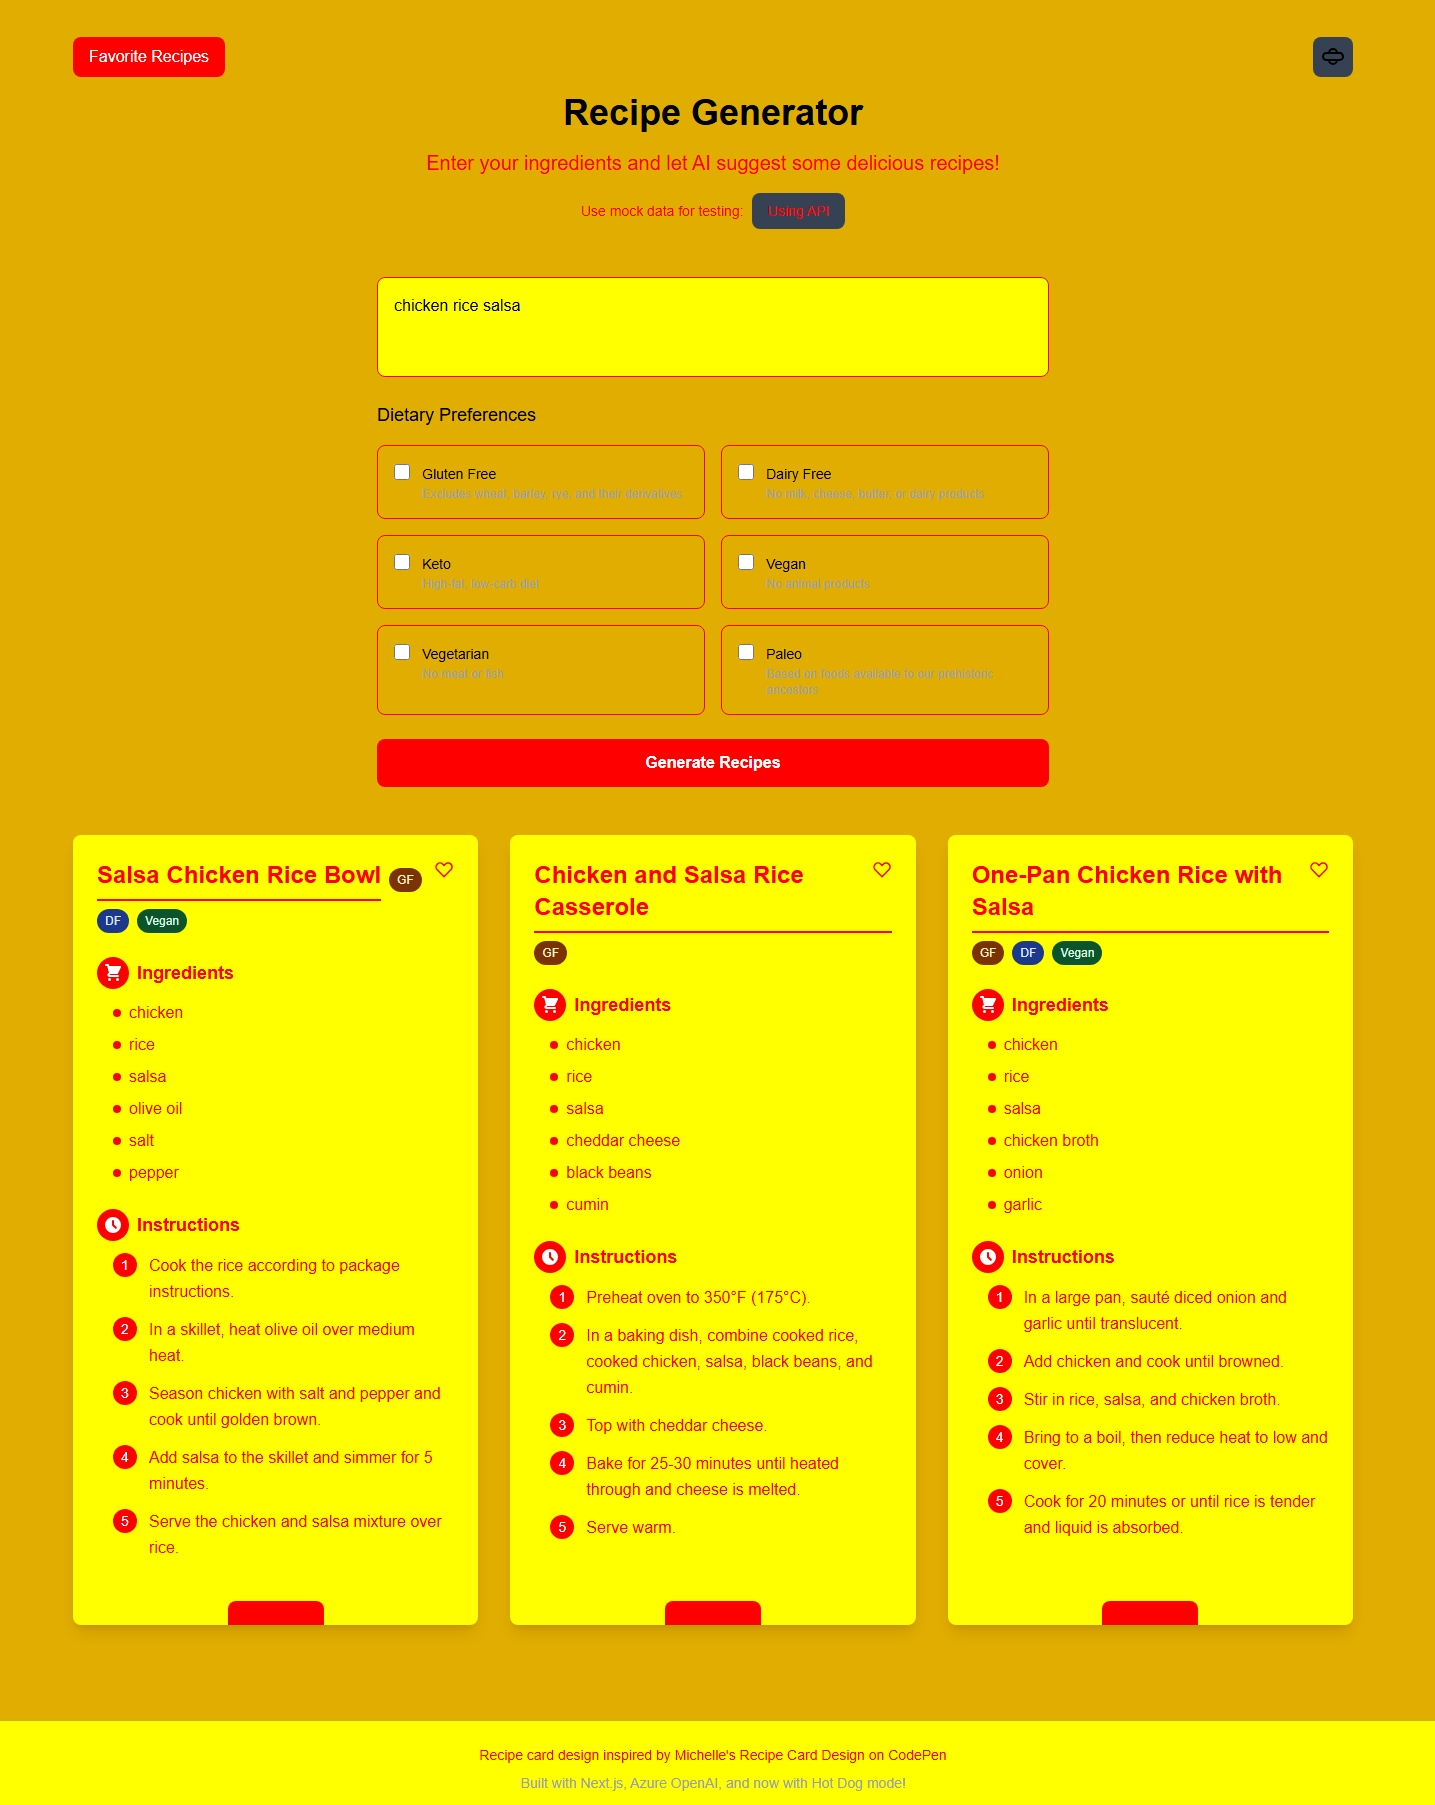 Favorite Recipes
Recipe Generator
Enter your ingredients and let AI suggest some delicious recipes!
Use mock data for testing: Using API
chicken rice salsa
Dietary Preferences
Gluten Free
Excludes wheat, barley, rye, and their derivatives
Dairy Free
No milk, cheese, butter, or dairy products
Keto
High-fat, low-carb diet
Vegan
No animal products
Vegetarian
No meat or fish
Paleo
Based on foods available to our prehistoric
ancestors
Generate Recipes
Salsa Chicken Rice Bowl GF
DF Vegan
Ingredients
chicken
rice
salsa
olive oil
salt
pepper
Instructions
1 Cook the rice according to package
instructions.
2 In a skillet, heat olive oil over medium
heat.
3 Season chicken with salt and pepper and
cook until golden brown.
4 Add salsa to the skillet and simmer for 5
minutes.
5 Serve the chicken and salsa mixture over
rice.
Chicken and Salsa Rice
Casserole
GF
Ingredients
chicken
rice
salsa
cheddar cheese
black beans
cumin
Instructions
1 Preheat oven to 350°F (175°C).
2 In a baking dish, combine cooked rice,
cooked chicken, salsa, black beans, and
cumin.
3 Top with cheddar cheese.
4 Bake for 25-30 minutes until heated
through and cheese is melted.
5 Serve warm.
One-Pan Chicken Rice with
Salsa
GF DF Vegan
Ingredients
chicken
rice
salsa
chicken broth
onion
garlic
Instructions
1 In a large pan, sauté diced onion and
garlic until translucent.
2 Add chicken and cook until browned.
3 Stir in rice, salsa, and chicken broth.
4 Bring to a boil, then reduce heat to low and
cover.
5 Cook for 20 minutes or until rice is tender
and liquid is absorbed.
Recipe card design inspired by Michelle's Recipe Card Design on CodePen
Built with Next.js, Azure OpenAI, and now with Hot Dog mode!